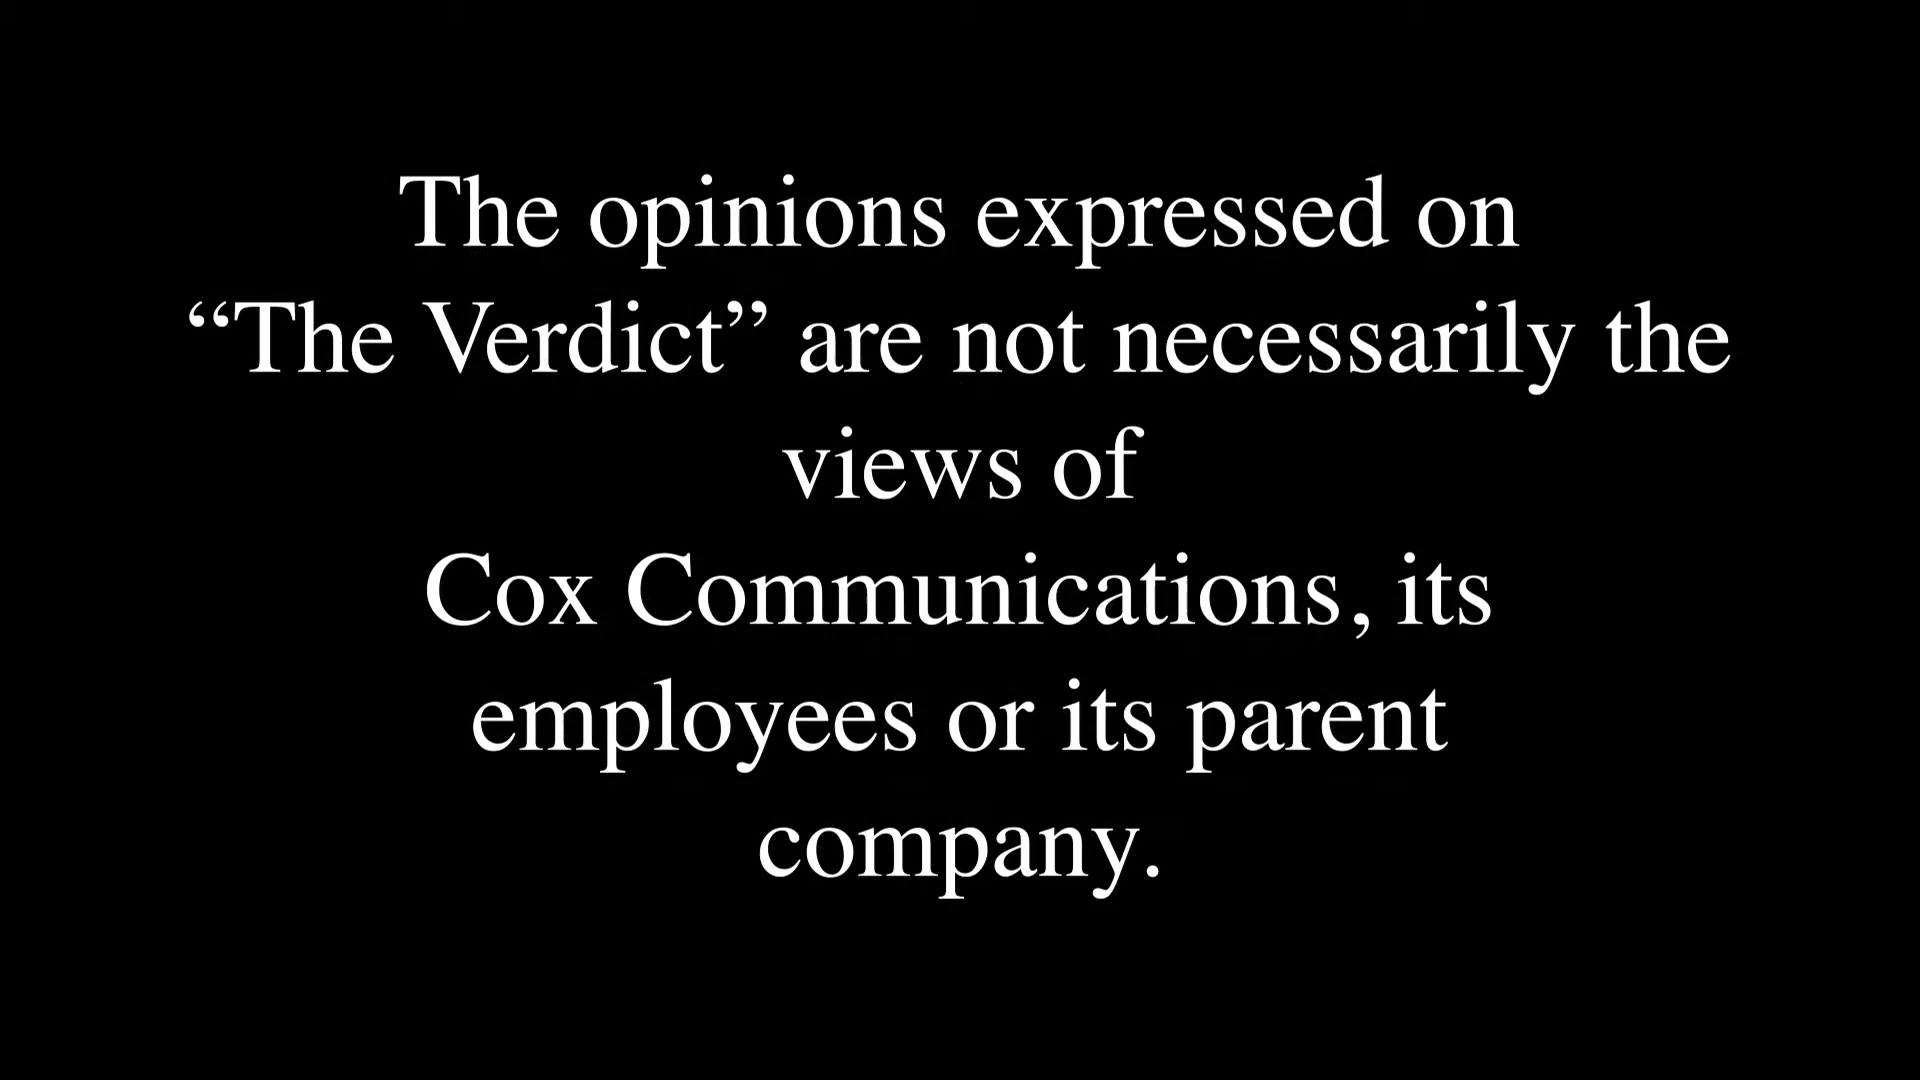 The opinions expressed on
“The Verdict” are not necessarily the
views of
Cox Communications, its
employees or its parent
company.